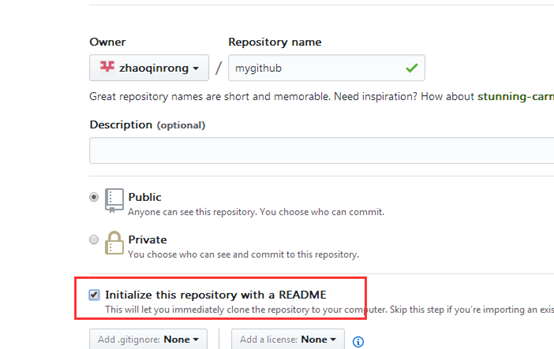 Owner Repository name
zhaoqinrong / mygithub
Great repository names are short and memorable. Need inspiration? How about stunning-carn
Description (optional)
Public
Anyone can see this repository. You choose who can commit.
Private
You choose who can see and commit to this repository.
Initialize this repository with a README
This will let you immediately clone the repository to your computer. Skip this step if you're importing an exis
Add .gitignore: None Add a license: None